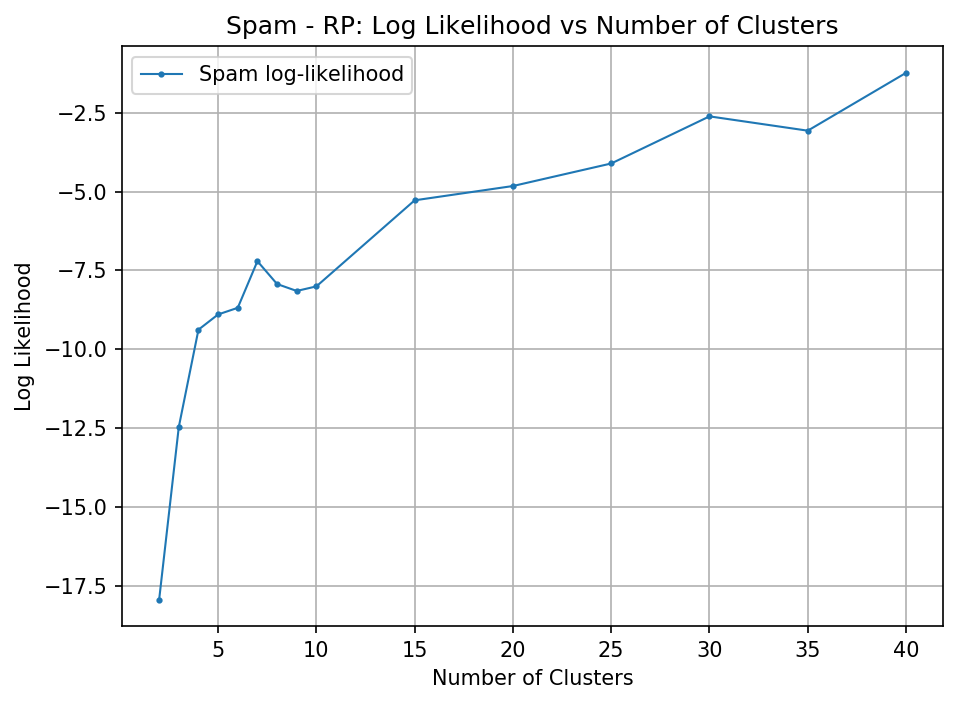 Spam - RP: Log Likelihood vs Number of Clusters
Spam log-likelihood
−2.5
−5.0
−7.5
−10.0
−12.5
−15.0
−17.5
Log Likelihood
5 10 15 20 25 30 35 40
Number of Clusters